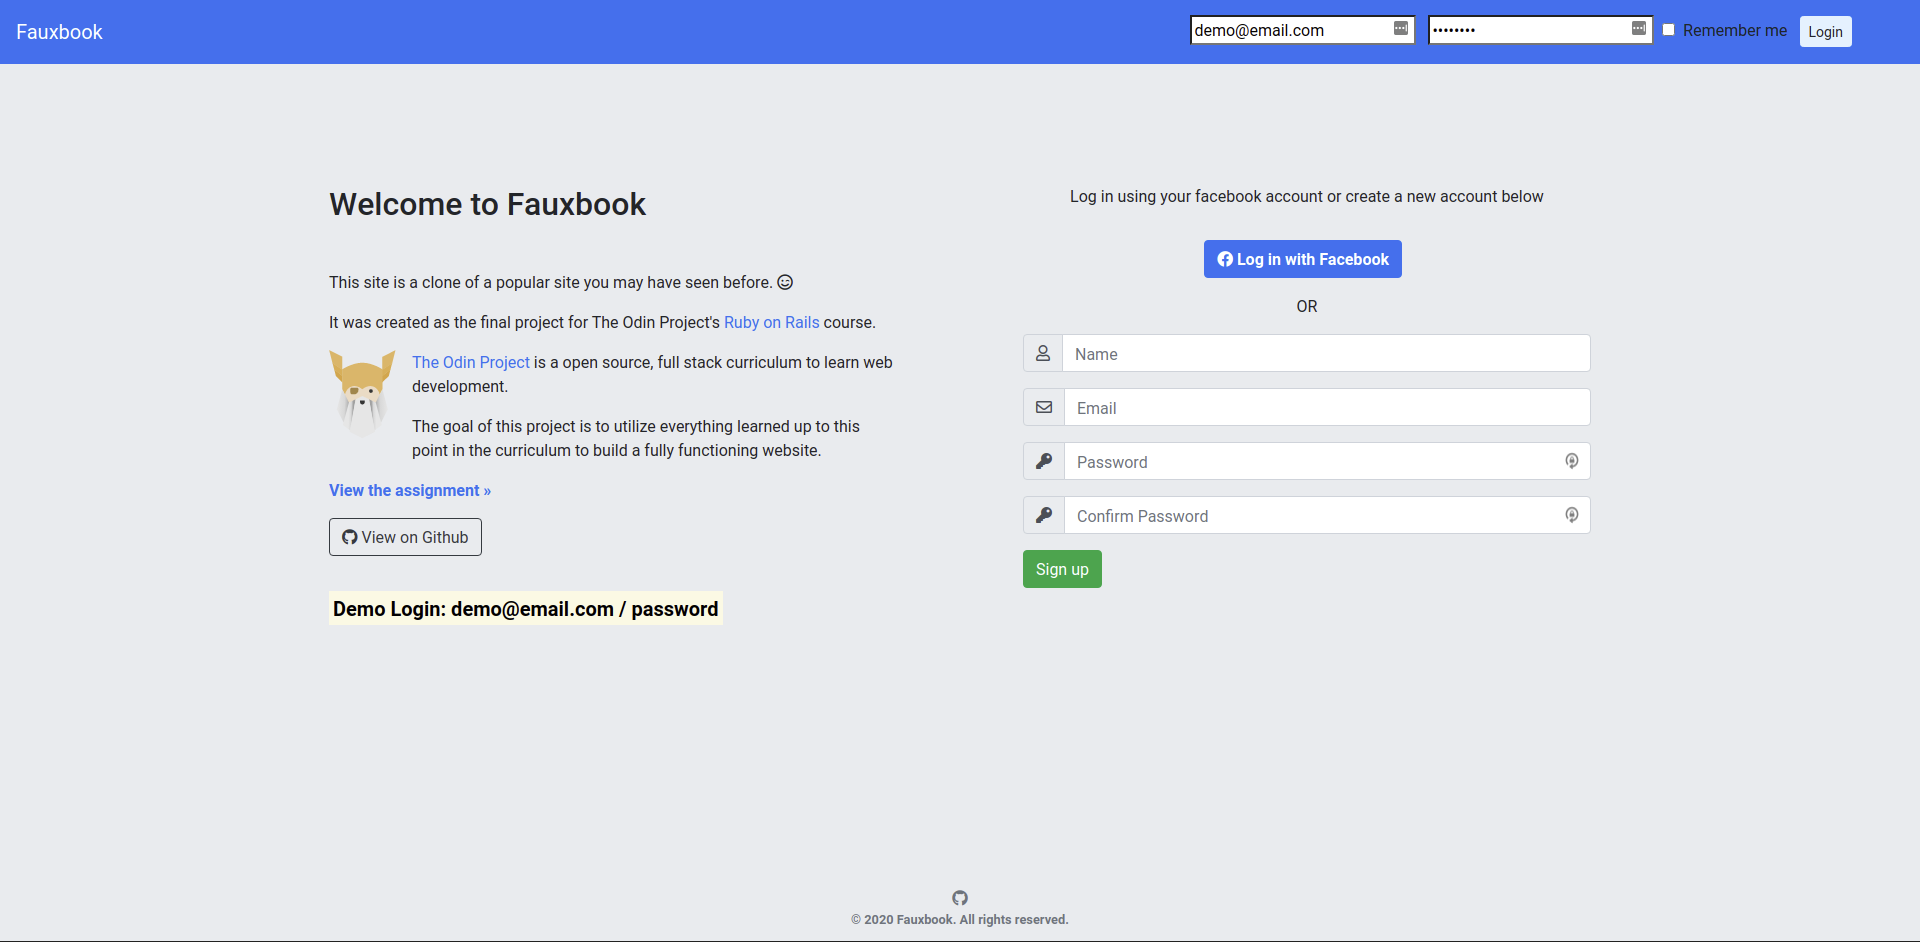 Fauxbook
demo@email.com
••••••••
Remember me
Login
Welcome to Fauxbook
This site is a clone of a popular site you may have seen before.
It was created as the final project for The Odin Project's Ruby on Rails course.
The Odin Project is a open source, full stack curriculum to learn web
development.
The goal of this project is to utilize everything learned up to this
point in the curriculum to build a fully functioning website.
View the assignment »
View on Github
Demo Login: demo@email.com / password
Log in using your facebook account or create a new account below
Log in with Facebook
OR
Name
Email
Password
Confirm Password
Sign up
© 2020 Fauxbook. All rights reserved.